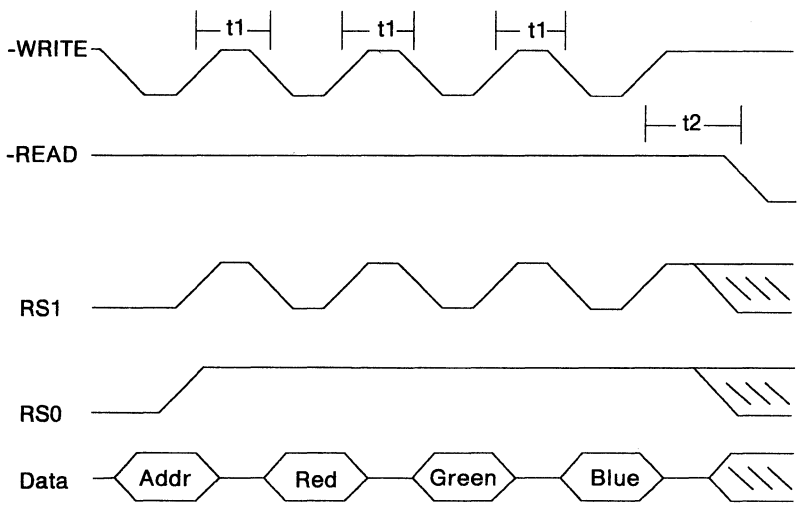 t1 t1 t1
-WRITE
t2
-READ
RS1
RS0
Data Addr Red Green Blue